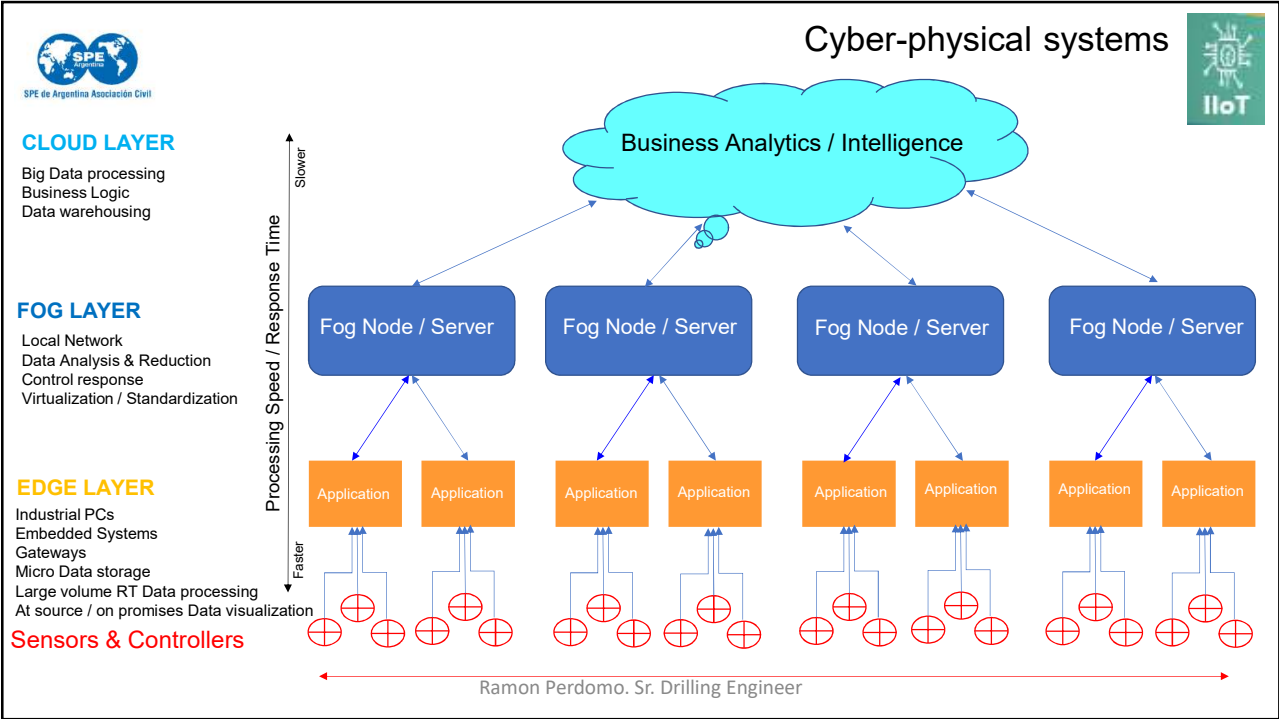 Cyber-physical systems
SPE
Argentina
SPE de Argentina Asociación Civil
IIoT
CLOUD LAYER
Big Data processing
Business Logic
Data warehousing
Slower
Processing Speed / Response Time
Faster
Business Analytics / Intelligence
FOG LAYER
Local Network
Data Analysis & Reduction
Control response
Virtualization / Standardization
Fog Node / Server
Fog Node / Server
Fog Node / Server
Fog Node / Server
EDGE LAYER
Industrial PCs
Embedded Systems
Gateways
Micro Data storage
Large volume RT Data processing
At source / on promises Data visualization
Application
Application
Application
Application
Application
Application
Application
Application
Sensors & Controllers
Ramon Perdomo. Sr. Drilling Engineer